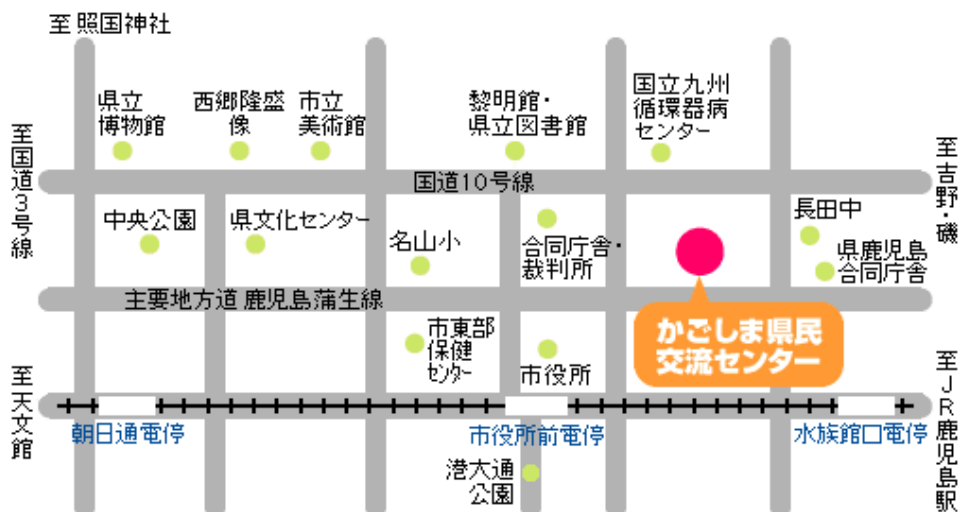 至 照国神社
県立
博物館
西郷隆盛
像
市立
美術館
黎明館・
県立図書館
国立九州
循環器病
センター
至国道3号線
国道10号線
至吉野・磯
中央公園
県文化センター
名山小
合同庁舎・
裁判所
長田中
県鹿児島
合同庁舎
主要地方道 鹿児島蒲生線
かごしま県民
交流センター
市東部
保健
センター
市役所
至天文館
至JR鹿児島駅
朝日通電停
市役所前電停
水族館口電停
港大通
公園